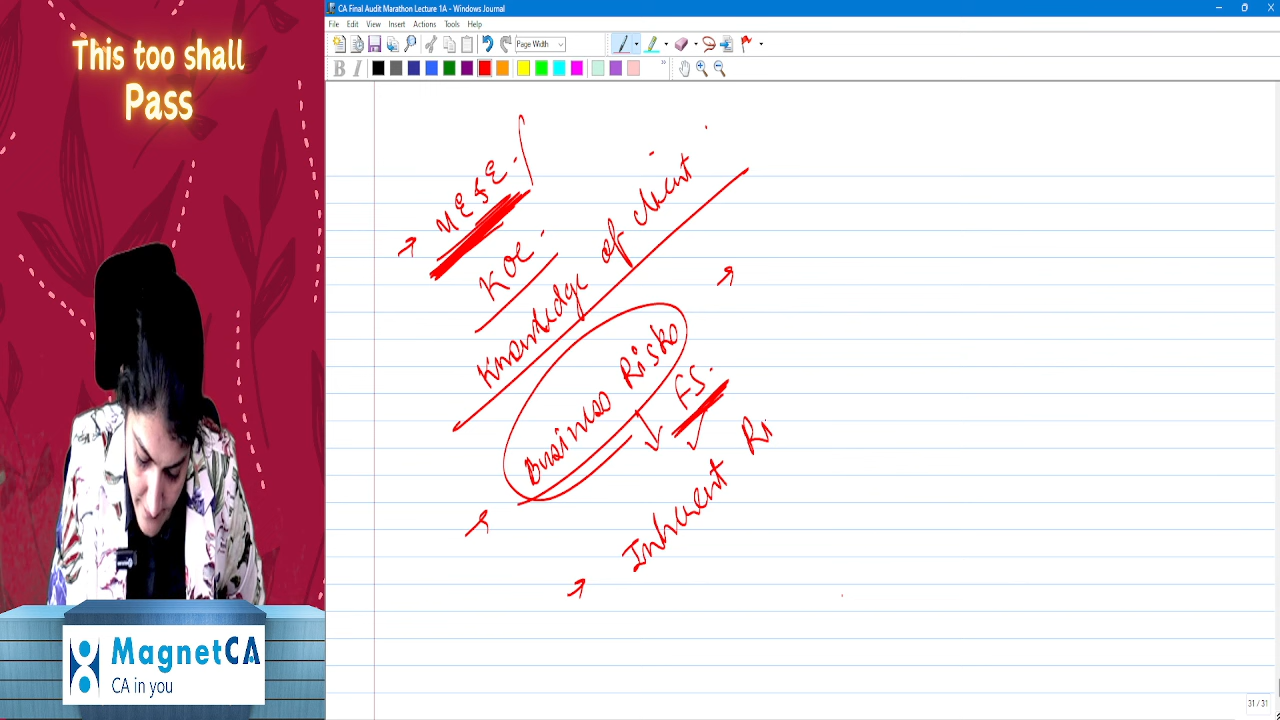 This too shall
Pass
CA Final Audit Marathon Lecture 1A - Windows Journal
File Edit View Insert Actions Tools Help
Page Width
B I
KOE.
Knowledge of client
Business Risks
FS.
Inherent Ri
MagnetCA
CA in you
31 / 31